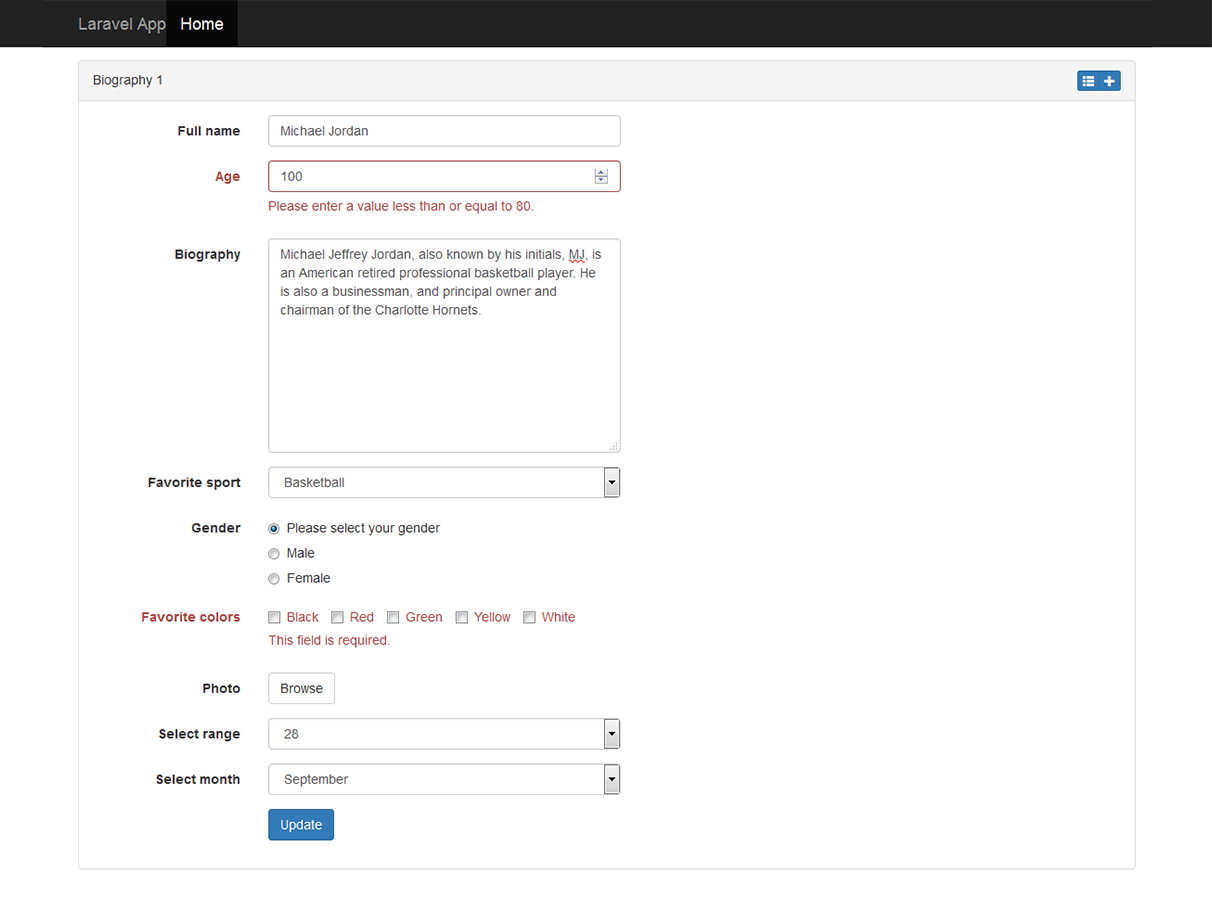 Laravel App Home
Biography 1
Full name Michael Jordan
Age 100
Please enter a value less than or equal to 80.
Biography Michael Jeffrey Jordan, also known by his initials, MJ, is
an American retired professional basketball player. He
is also a businessman, and principal owner and
chairman of the Charlotte Hornets.
Favorite sport Basketball
Gender Please select your gender
Male
Female
Favorite colors Black Red Green Yellow White
This field is required.
Photo Browse
Select range 28
Select month September
Update